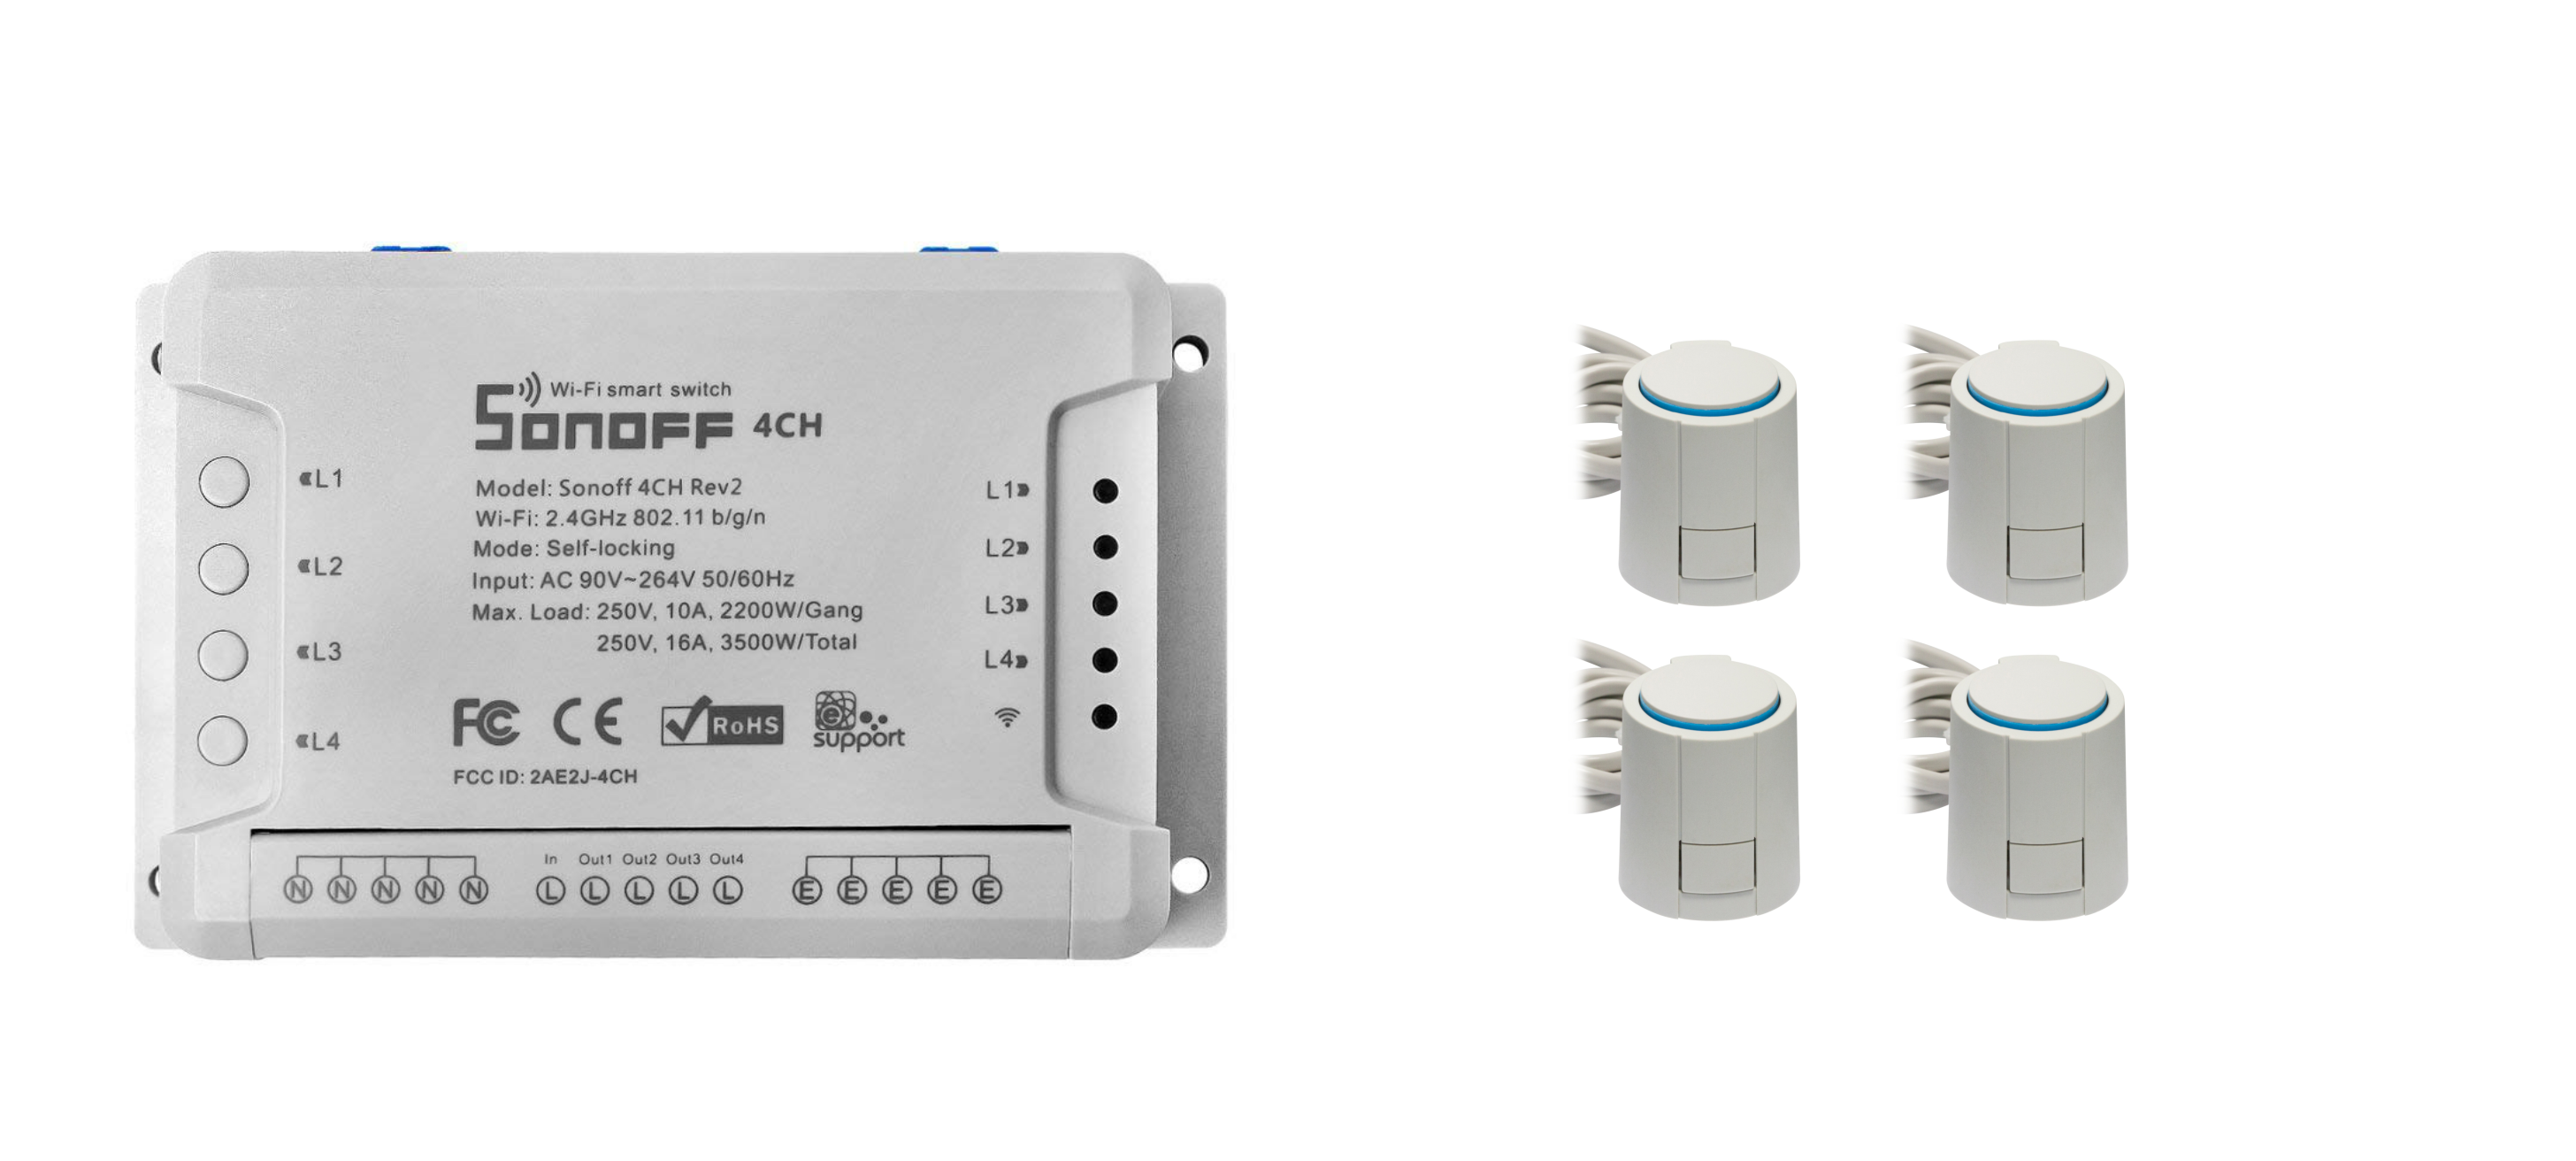 Wi-Fi smart switch
SONOFF 4CH
L1
L2
L3
L4
Model: Sonoff 4CH Rev2
Wi-Fi: 2.4GHz 802.11 b/g/n
Mode: Self-locking
Input: AC 90V~264V 50/60Hz
Max. Load: 250V, 10A, 2200W/Gang
250V, 16A, 3500W/Total
L1
L2
L3
L4
FC CE RoHS e support
FCC ID: 2AE2J-4CH
In Out1 Out2 Out3 Out4
N N N N N L L L L L E E E E E